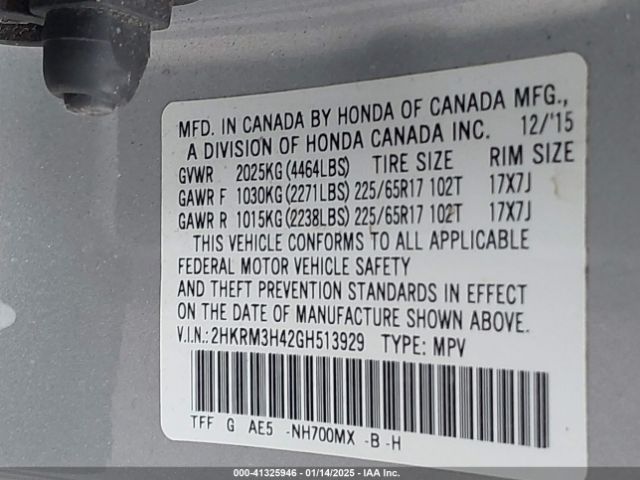 MFD. IN CANADA BY HONDA OF CANADA MFG.,
A DIVISION OF HONDA CANADA INC. 12/'15
GVWR 2025KG (4464LBS) TIRE SIZE RIM SIZE
GAWR F 1030KG (2271LBS) 225/65R17 102T 17X7J
GAWR R 1015KG (2238LBS) 225/65R17 102T 17X7J
THIS VEHICLE CONFORMS TO ALL APPLICABLE
FEDERAL MOTOR VEHICLE SAFETY
AND THEFT PREVENTION STANDARDS IN EFFECT
ON THE DATE OF MANUFACTURE SHOWN ABOVE.
V.I.N.: 2HKRM3H42GH513929 TYPE: MPV
TFF G AE5 -NH700MX -B -H
000-41325946 - 01/14/2025 - IAA Inc.